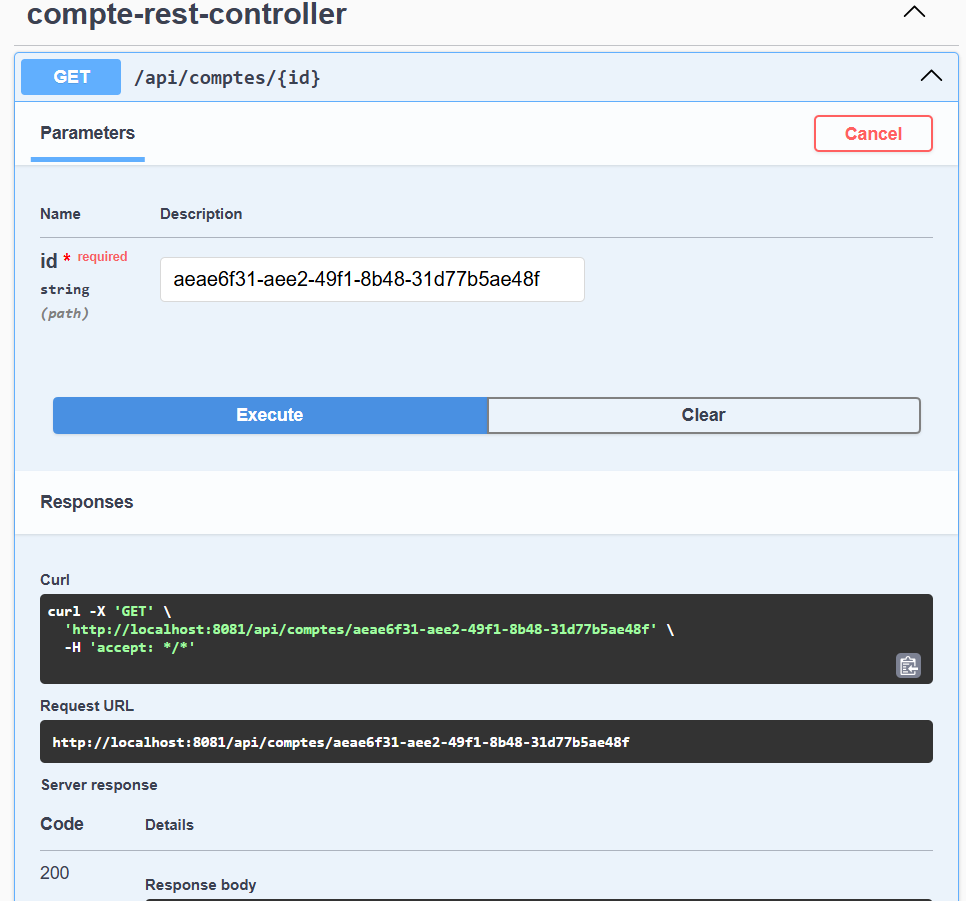 compte-rest-controller
GET /api/comptes/{id}
Parameters Cancel
Name Description
id * required
string
(path)
aeae6f31-aee2-49f1-8b48-31d77b5ae48f
Execute Clear
Responses
Curl
curl -X 'GET' \
'http://localhost:8081/api/comptes/aeae6f31-aee2-49f1-8b48-31d77b5ae48f' \
-H 'accept: */*'
Request URL
http://localhost:8081/api/comptes/aeae6f31-aee2-49f1-8b48-31d77b5ae48f
Server response
Code Details
200
Response body